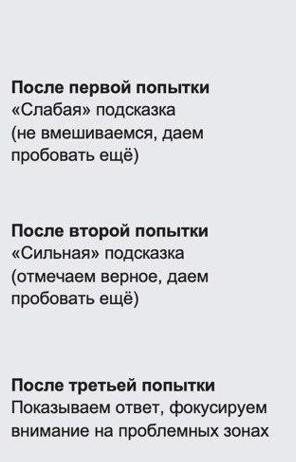 После первой попытки
«Слабая» подсказка
(не вмешиваемся, даем
пробовать ещё)
После второй попытки
«Сильная» подсказка
(отмечаем верное, даем
пробовать ещё)
После третьей попытки
Показываем ответ, фокусируем
внимание на проблемных зонах